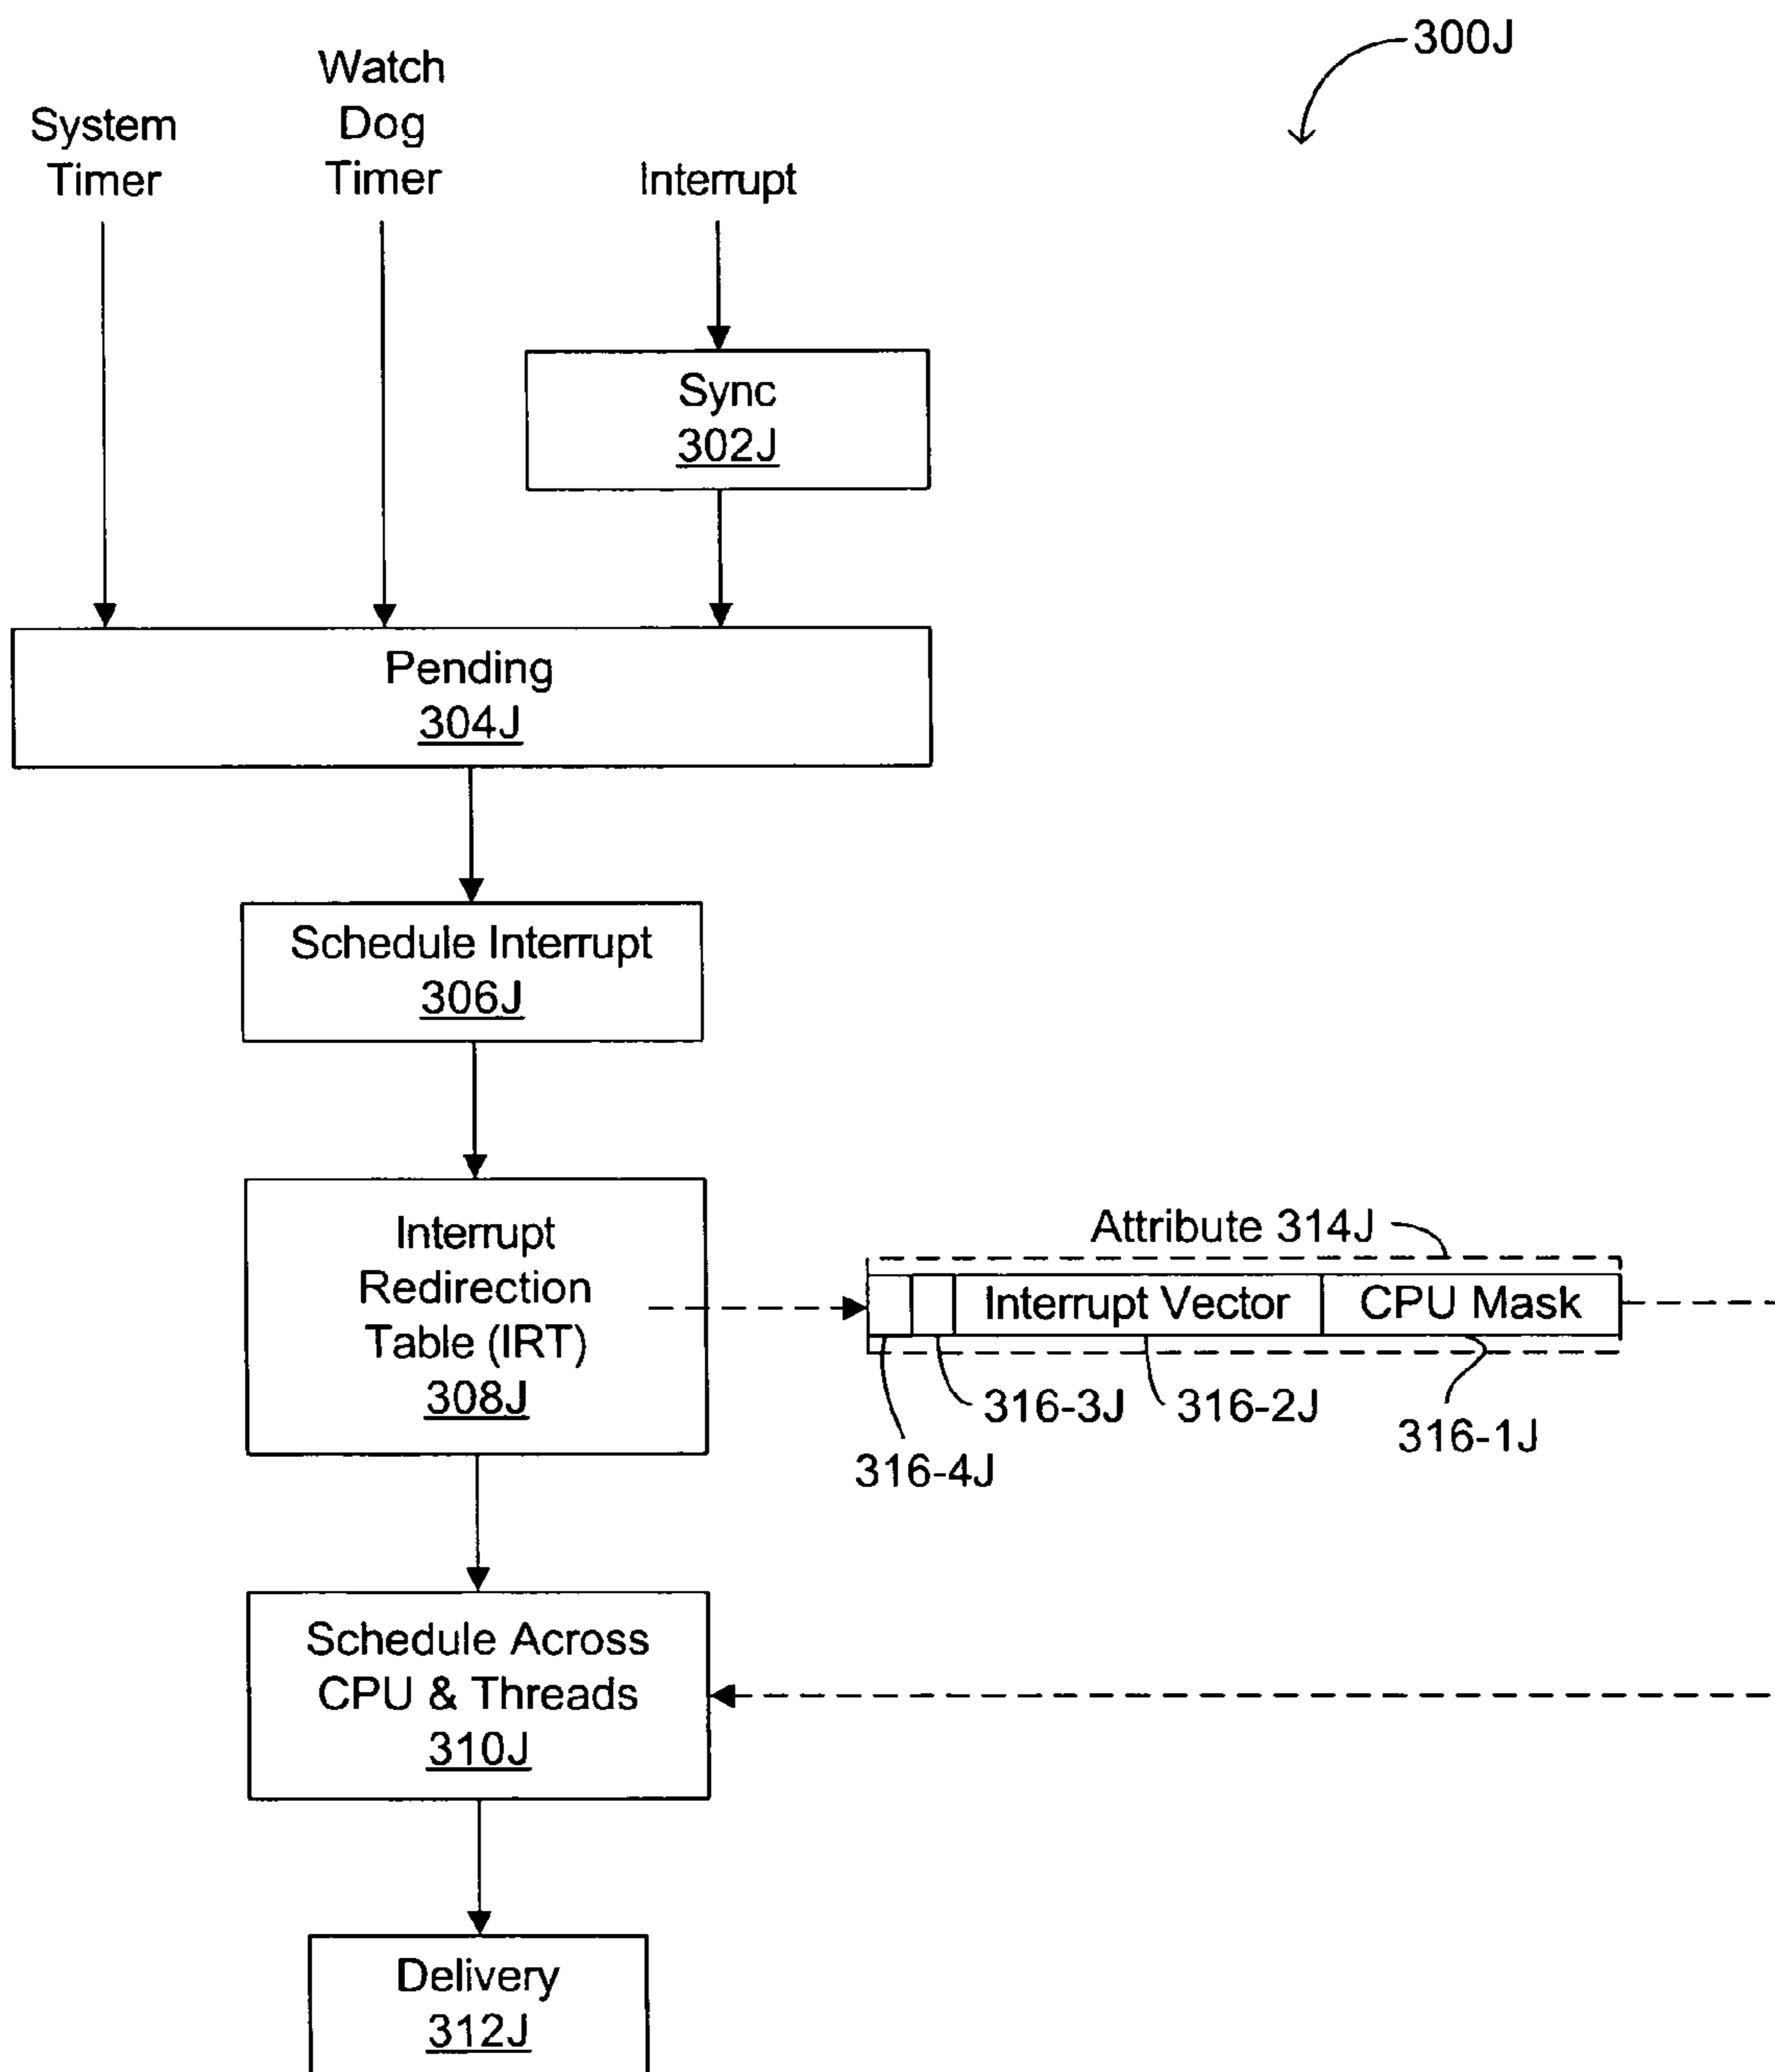 300J
Watch
Dog
Timer
System
Timer
Interrupt
Sync
302J
Pending
304J
Schedule Interrupt
306J
Interrupt
Redirection
Table (IRT)
308J
Attribute 314J
Interrupt Vector
CPU Mask
316-3J
316-2J
316-1J
316-4J
Schedule Across
CPU & Threads
310J
Delivery
312J